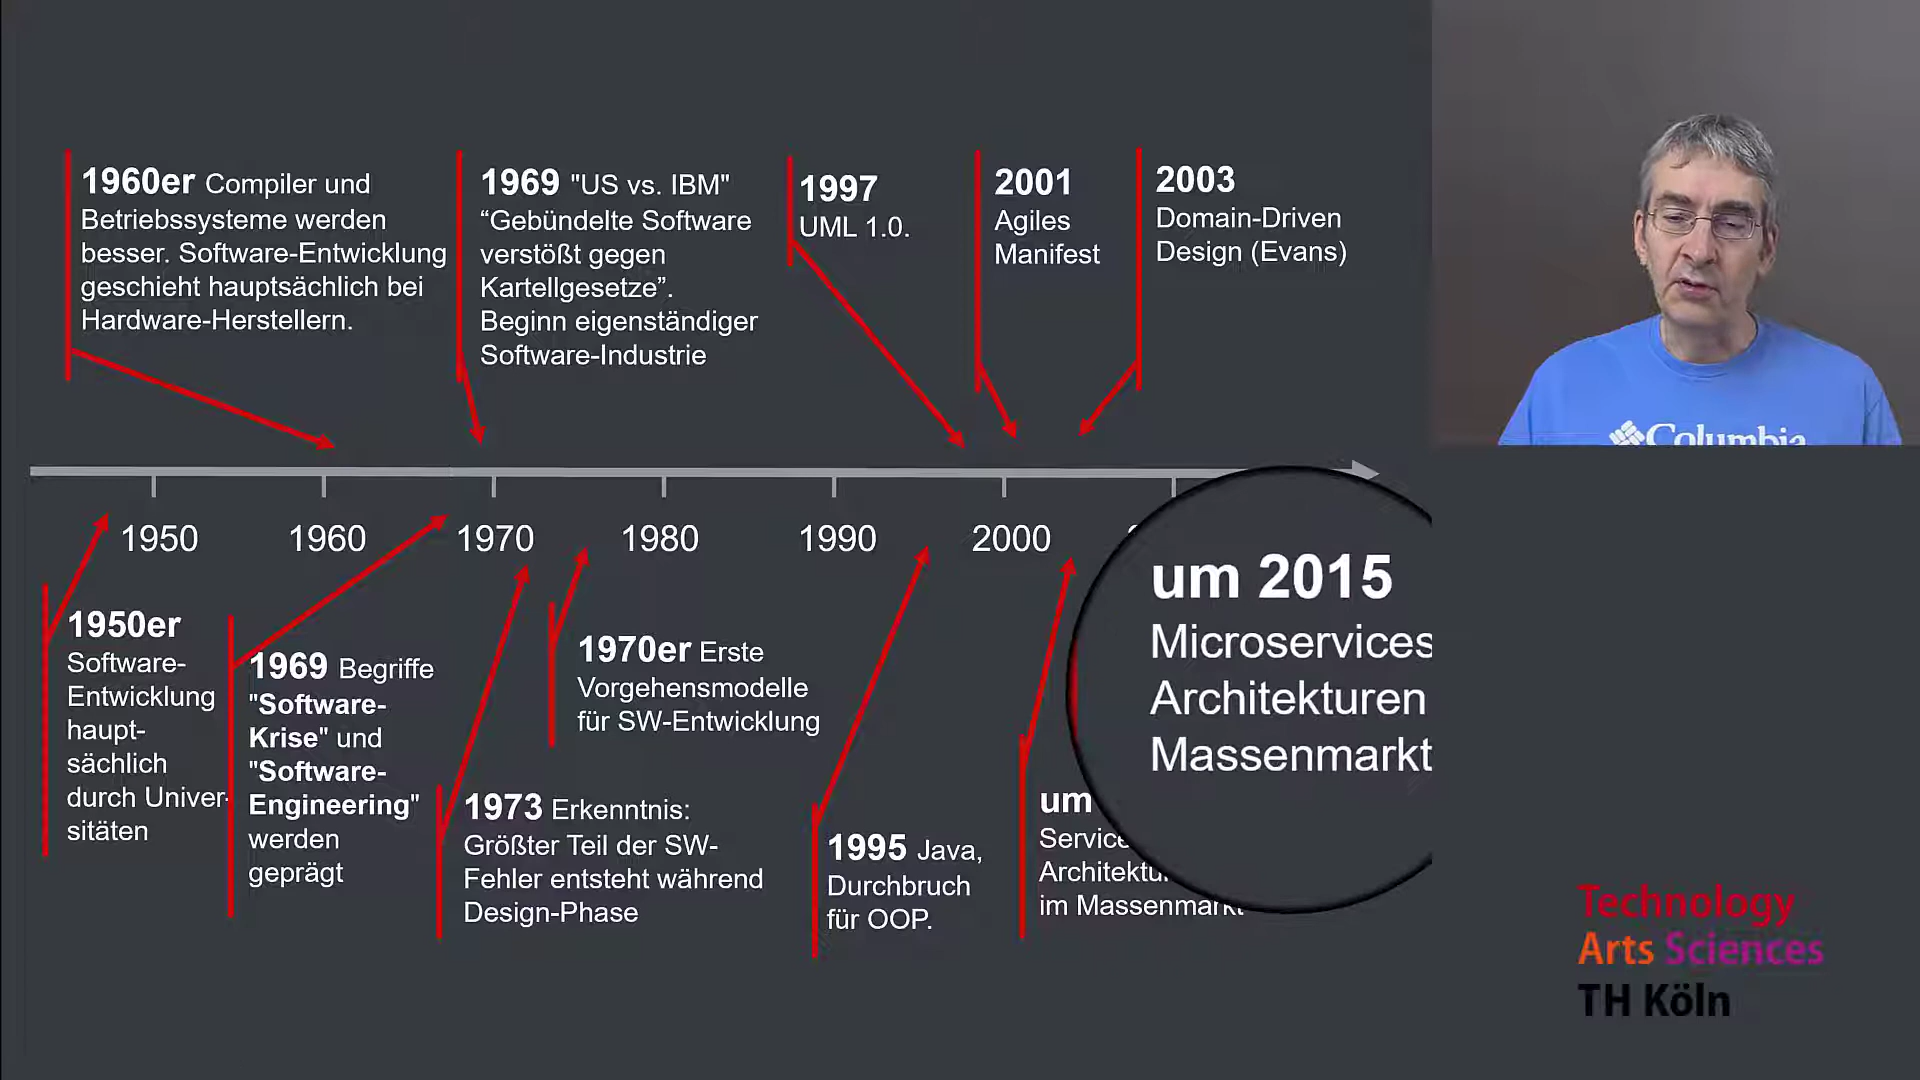 1960er Compiler und
Betriebssysteme werden
besser. Software-Entwicklung
geschieht hauptsächlich bei
Hardware-Herstellern.
1969 "US vs. IBM"
“Gebündelte Software
verstößt gegen
Kartellgesetze”.
Beginn eigenständiger
Software-Industrie
1997
UML 1.0.
2001
Agiles
Manifest
2003
Domain-Driven
Design (Evans)
Columbia
1950 1960 1970 1980 1990 2000
1950er
Software-
Entwicklung
haupt-
sächlich
durch Univer-
sitäten
1969 Begriffe
"Software-
Krise" und
"Software-
Engineering"
werden
geprägt
1973 Erkenntnis:
Größter Teil der SW-
Fehler entsteht während
Design-Phase
1970er Erste
Vorgehensmodelle
für SW-Entwicklung
1995 Java,
Durchbruch
für OOP.
um
Service
Architektu
im Massenmarkt
um 2015
Microservices
Architekturen
Massenmarkt
Technology
Arts Sciences
TH Köln